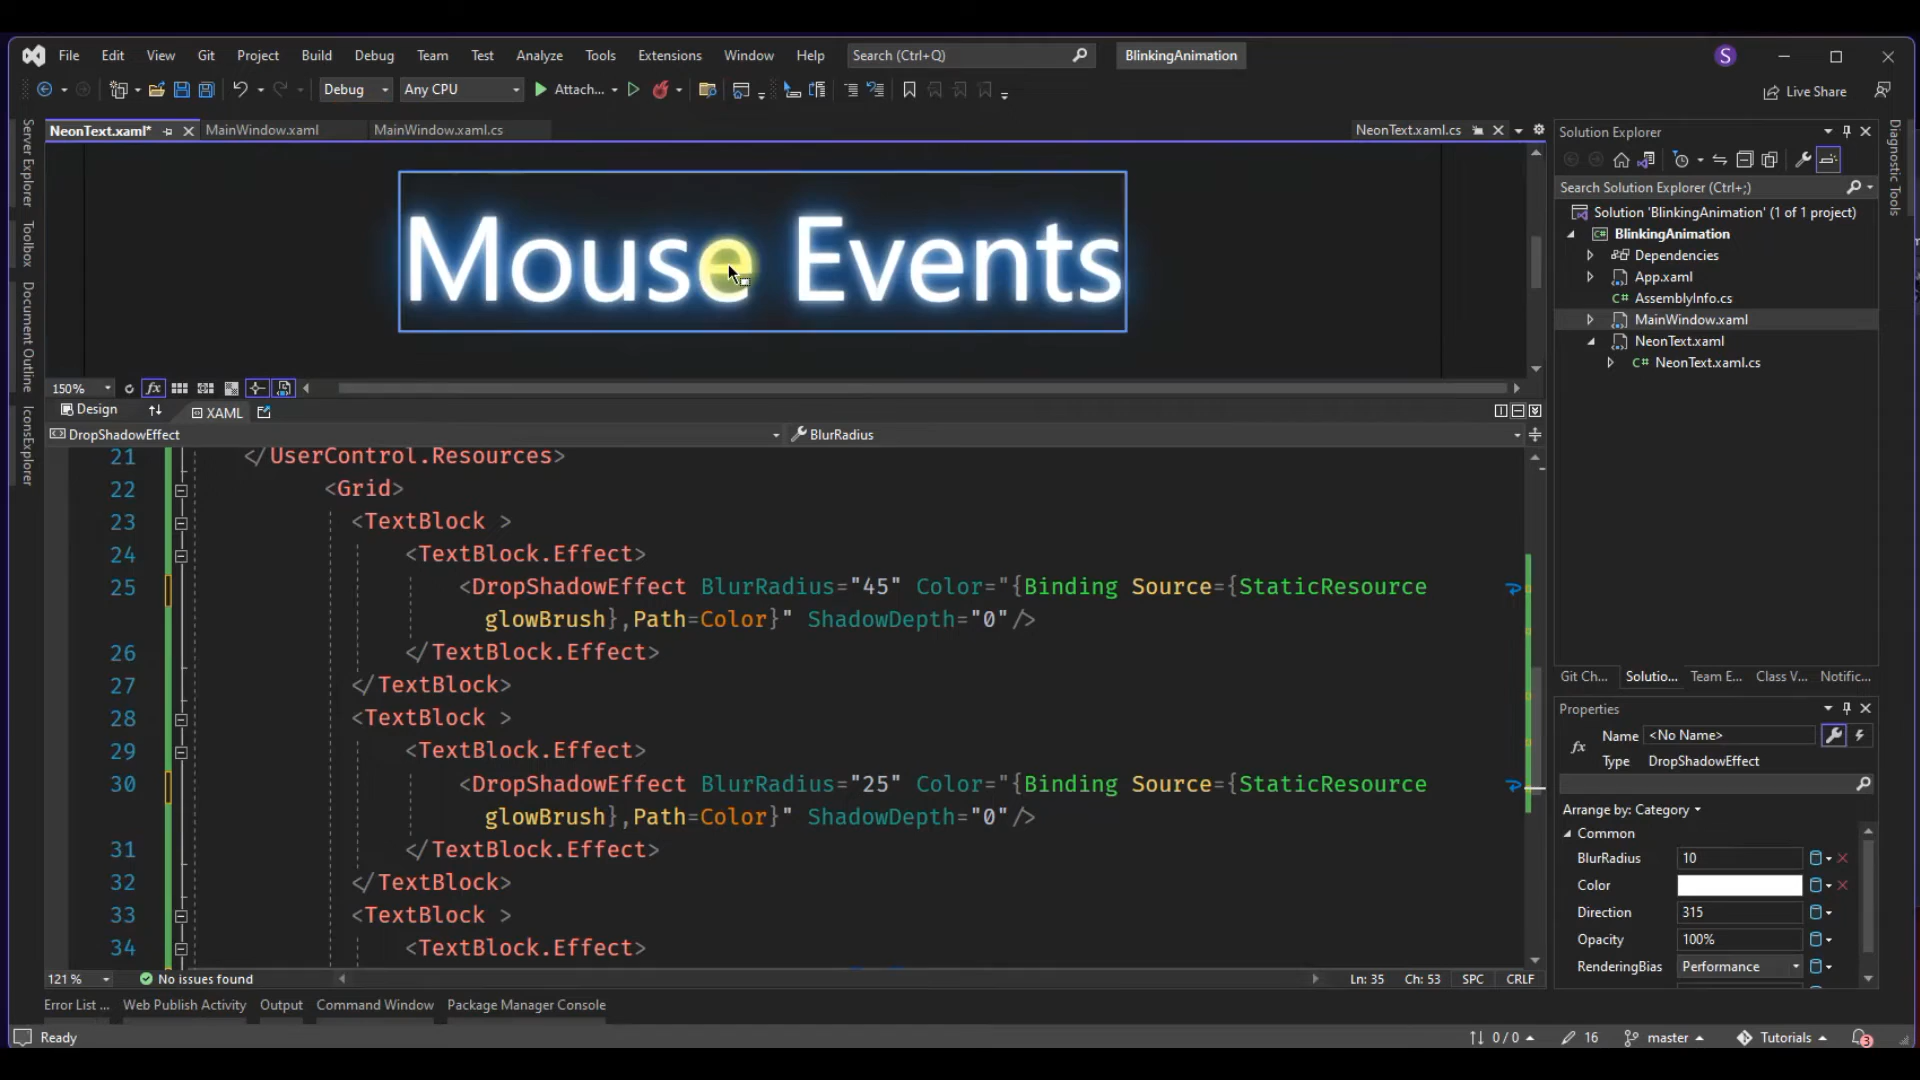 File Edit View Git Project Build Debug Team Test Analyze Tools Extensions Window Help Search (Ctrl+Q) BlinkingAnimation S
Debug Any CPU Attach... Live Share
NeonText.xaml* MainWindow.xaml MainWindow.xaml.cs NeonText.xaml.cs
Server Explorer
Toolbox
Document Outline
IconsExplorer
Mouse Events
150% fx
Design XAML
DropShadowEffect BlurRadius
21 </UserControl.Resources>
22 <Grid>
23 <TextBlock >
24 <TextBlock.Effect>
25 <DropShadowEffect BlurRadius="45" Color="{Binding Source={StaticResource
glowBrush},Path=Color}" ShadowDepth="0"/>
26 </TextBlock.Effect>
27 </TextBlock>
28 <TextBlock >
29 <TextBlock.Effect>
30 <DropShadowEffect BlurRadius="25" Color="{Binding Source={StaticResource
glowBrush},Path=Color}" ShadowDepth="0"/>
31 </TextBlock.Effect>
32 </TextBlock>
33 <TextBlock >
34 <TextBlock.Effect>
121 % No issues found Ln: 35 Ch: 53 SPC CRLF
Error List ... Web Publish Activity Output Command Window Package Manager Console
Ready 0 / 0 16 master Tutorials 3
Solution Explorer
Search Solution Explorer (Ctrl+;)
Solution 'BlinkingAnimation' (1 of 1 project)
BlinkingAnimation
Dependencies
App.xaml
C# AssemblyInfo.cs
MainWindow.xaml
NeonText.xaml
C# NeonText.xaml.cs
Git Ch... Solutio... Team E... Class V... Notific...
Properties
Name <No Name>
Type DropShadowEffect
Arrange by: Category
Common
BlurRadius 10
Color
Direction 315
Opacity 100%
RenderingBias Performance
Diagnostic Tools